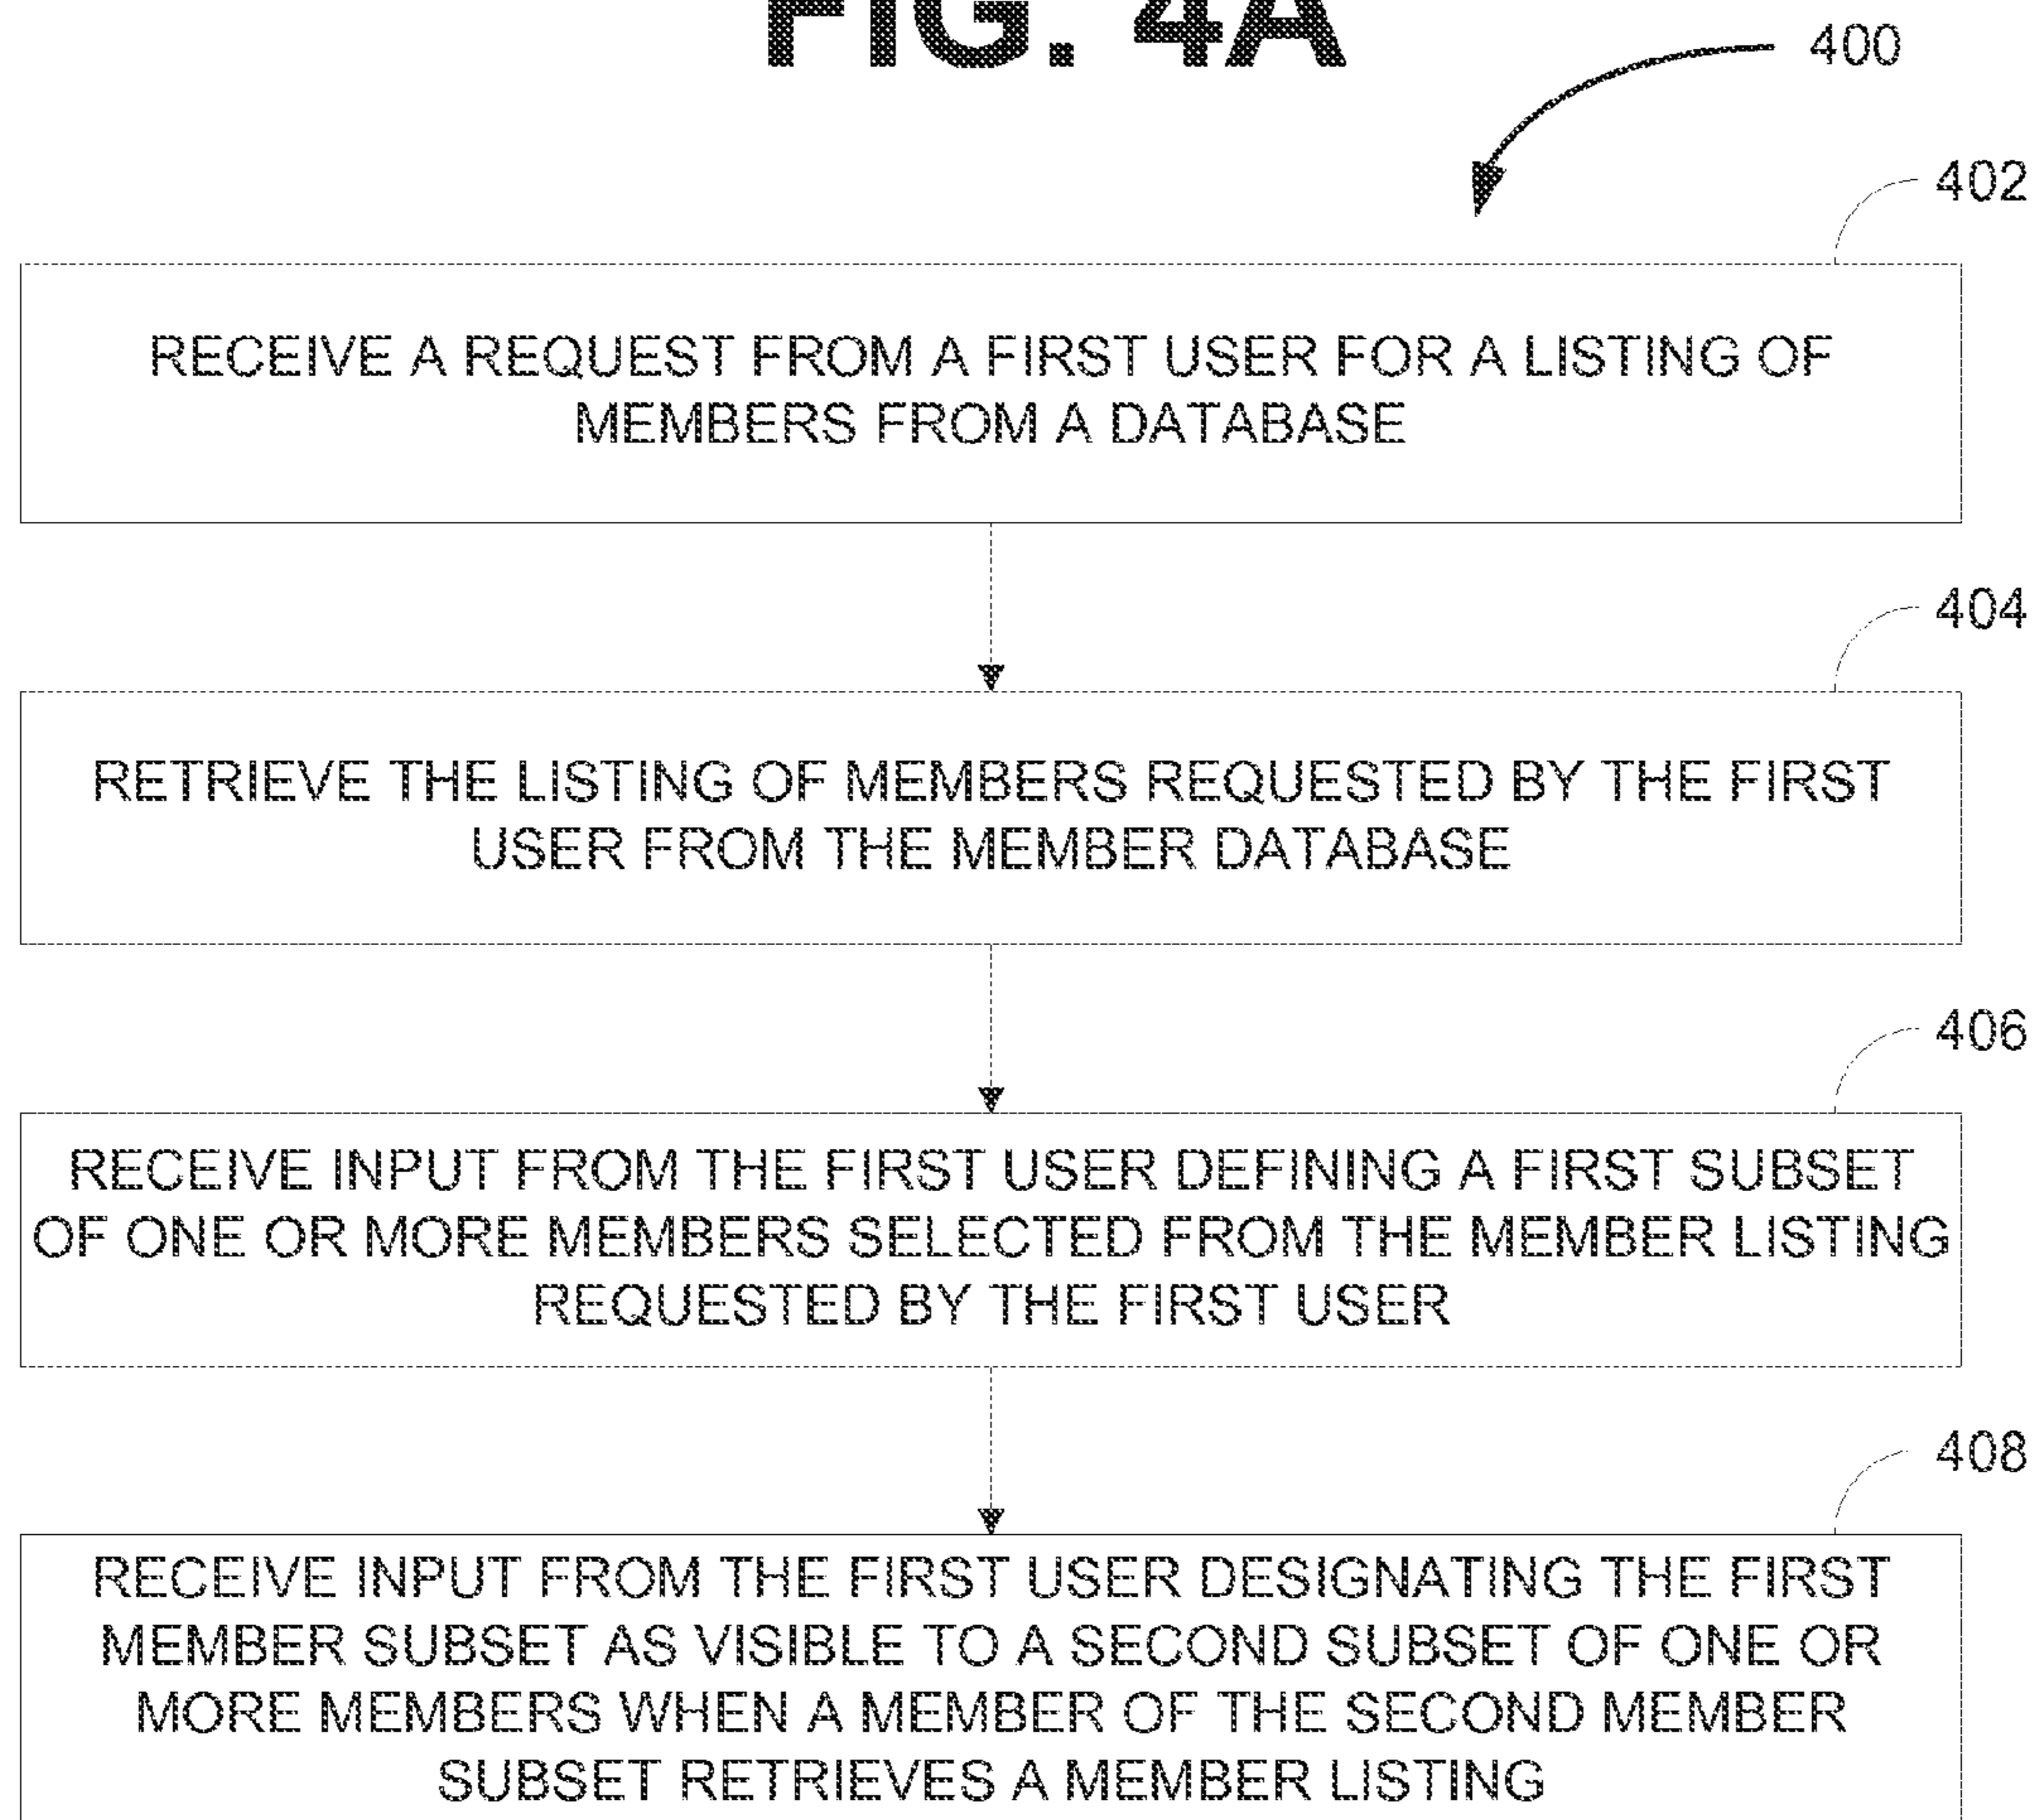 FIG. 4A
400
402
RECEIVE A REQUEST FROM A FIRST USER FOR A LISTING OF
MEMBERS FROM A DATABASE
404
RETRIEVE THE LISTING OF MEMBERS REQUESTED BY THE FIRST
USER FROM THE MEMBER DATABASE
406
RECEIVE INPUT FROM THE FIRST USER DEFINING A FIRST SUBSET
OF ONE OR MORE MEMBERS SELECTED FROM THE MEMBER LISTING
REQUESTED BY THE FIRST USER
408
RECEIVE INPUT FROM THE FIRST USER DESIGNATING THE FIRST
MEMBER SUBSET AS VISIBLE TO A SECOND SUBSET OF ONE OR
MORE MEMBERS WHEN A MEMBER OF THE SECOND MEMBER
SUBSET RETRIEVES A MEMBER LISTING